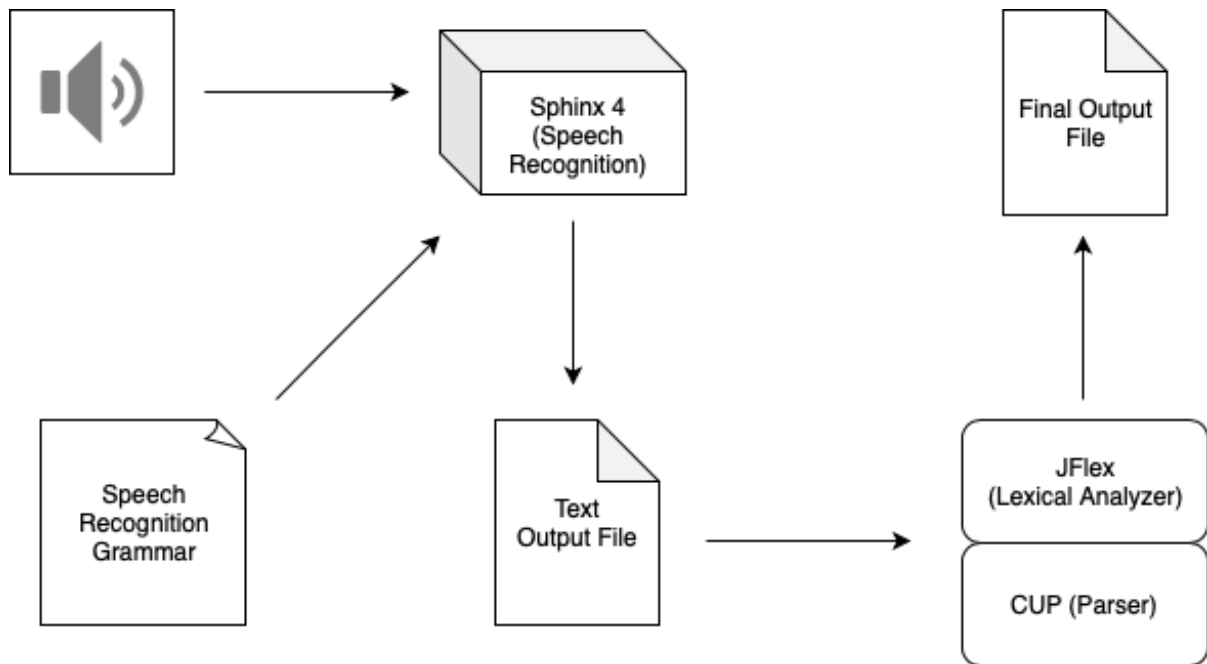 Sphinx 4
(Speech
Recognition)
Final Output
File
Speech
Recognition
Grammar
Text
Output File
JFlex
(Lexical Analyzer)
CUP (Parser)